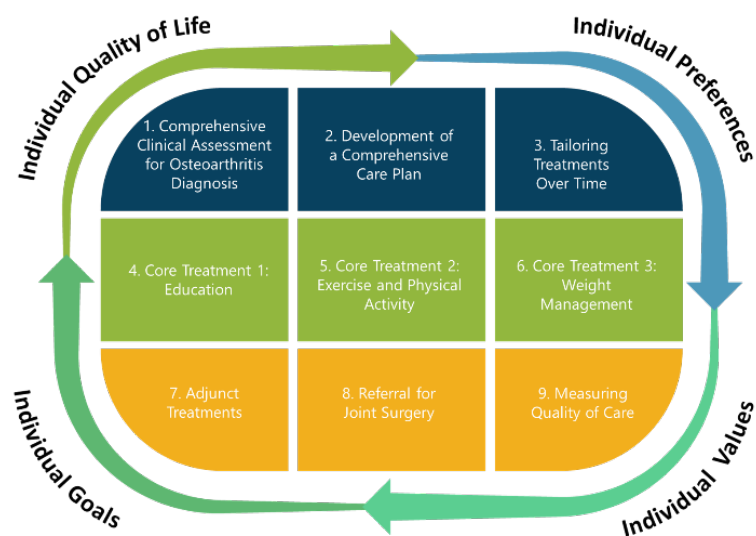 Individual Quality of Life
Individual Preferences
1. Comprehensive
Clinical Assessment
for Osteoarthritis
Diagnosis
2. Development of
a Comprehensive
Care Plan
3. Tailoring
Treatments
Over Time
4. Core Treatment 1:
Education
5. Core Treatment 2:
Exercise and Physical
Activity
6. Core Treatment 3:
Weight
Management
7. Adjunct
Treatments
8. Referral for
Joint Surgery
9. Measuring
Quality of Care
Individual Goals
Individual Values